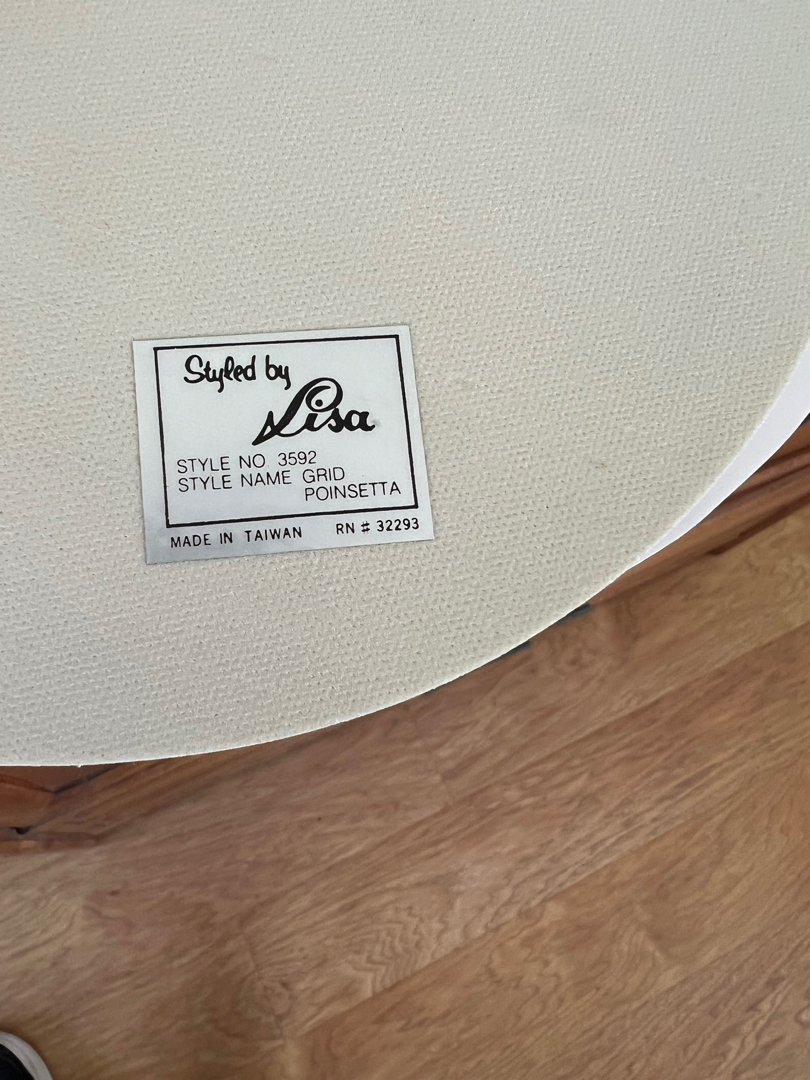 Styled by
Lisa
STYLE NO. 3592
STYLE NAME GRID
POINSETTA
MADE IN TAIWAN RN # 32293